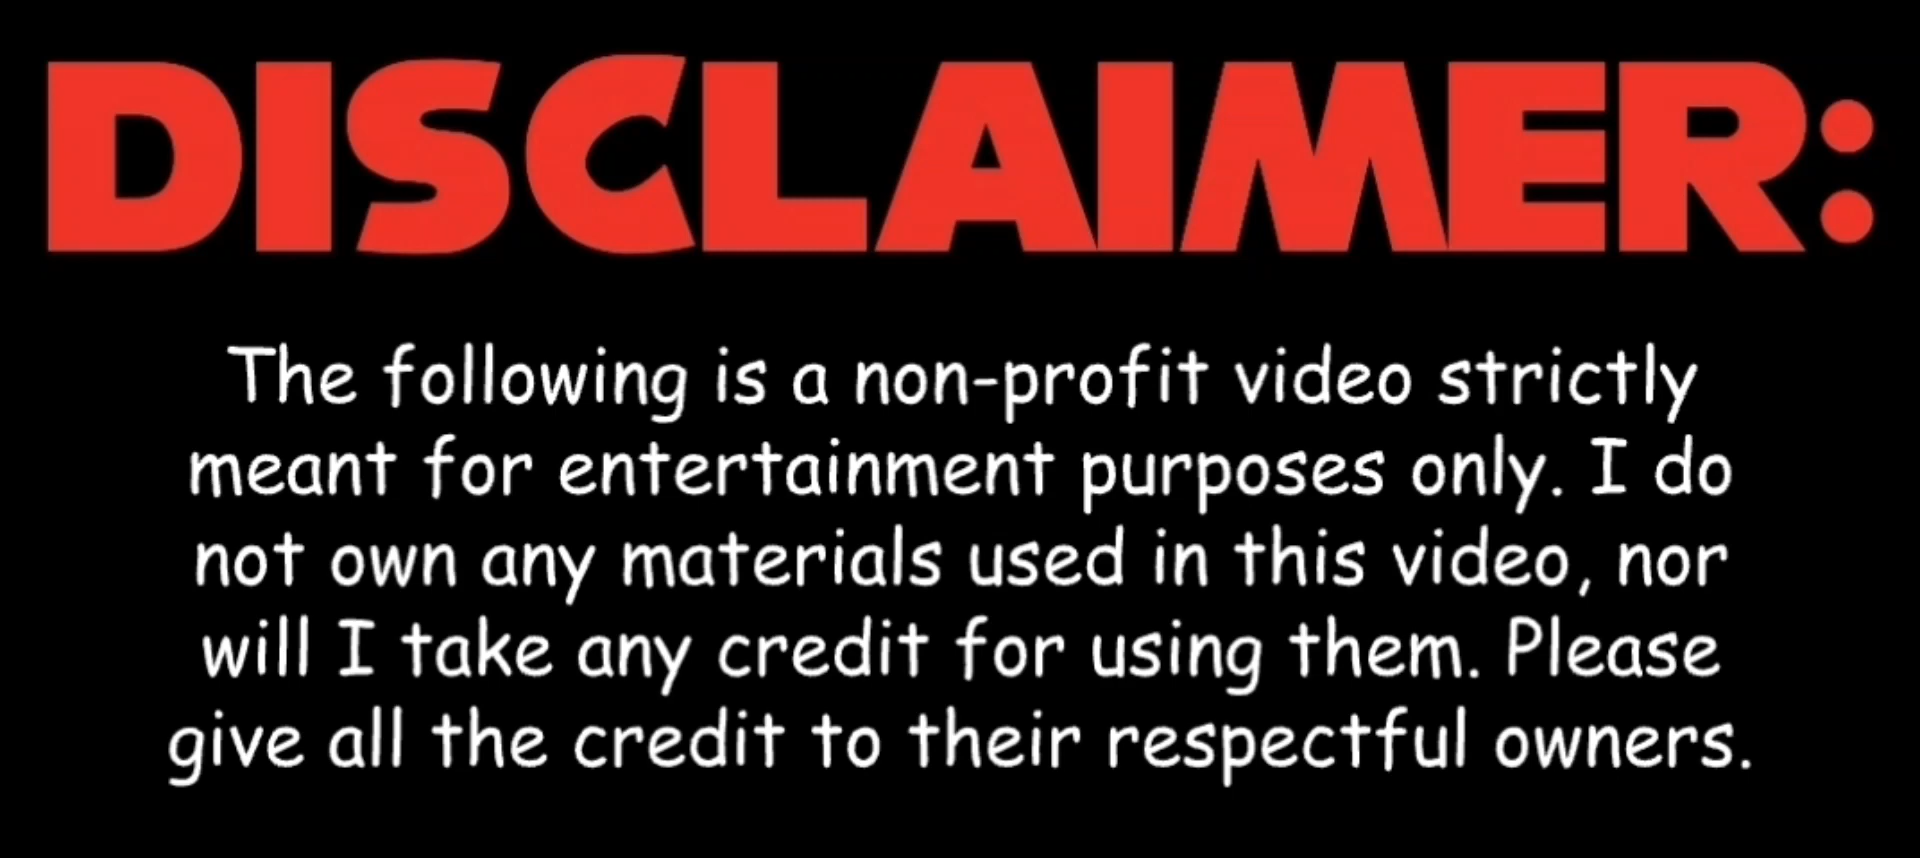 DISCLAIMER:
The following is a non-profit video strictly
meant for entertainment purposes only. I do
not own any materials used in this video, nor
will I take any credit for using them. Please
give all the credit to their respectful owners.